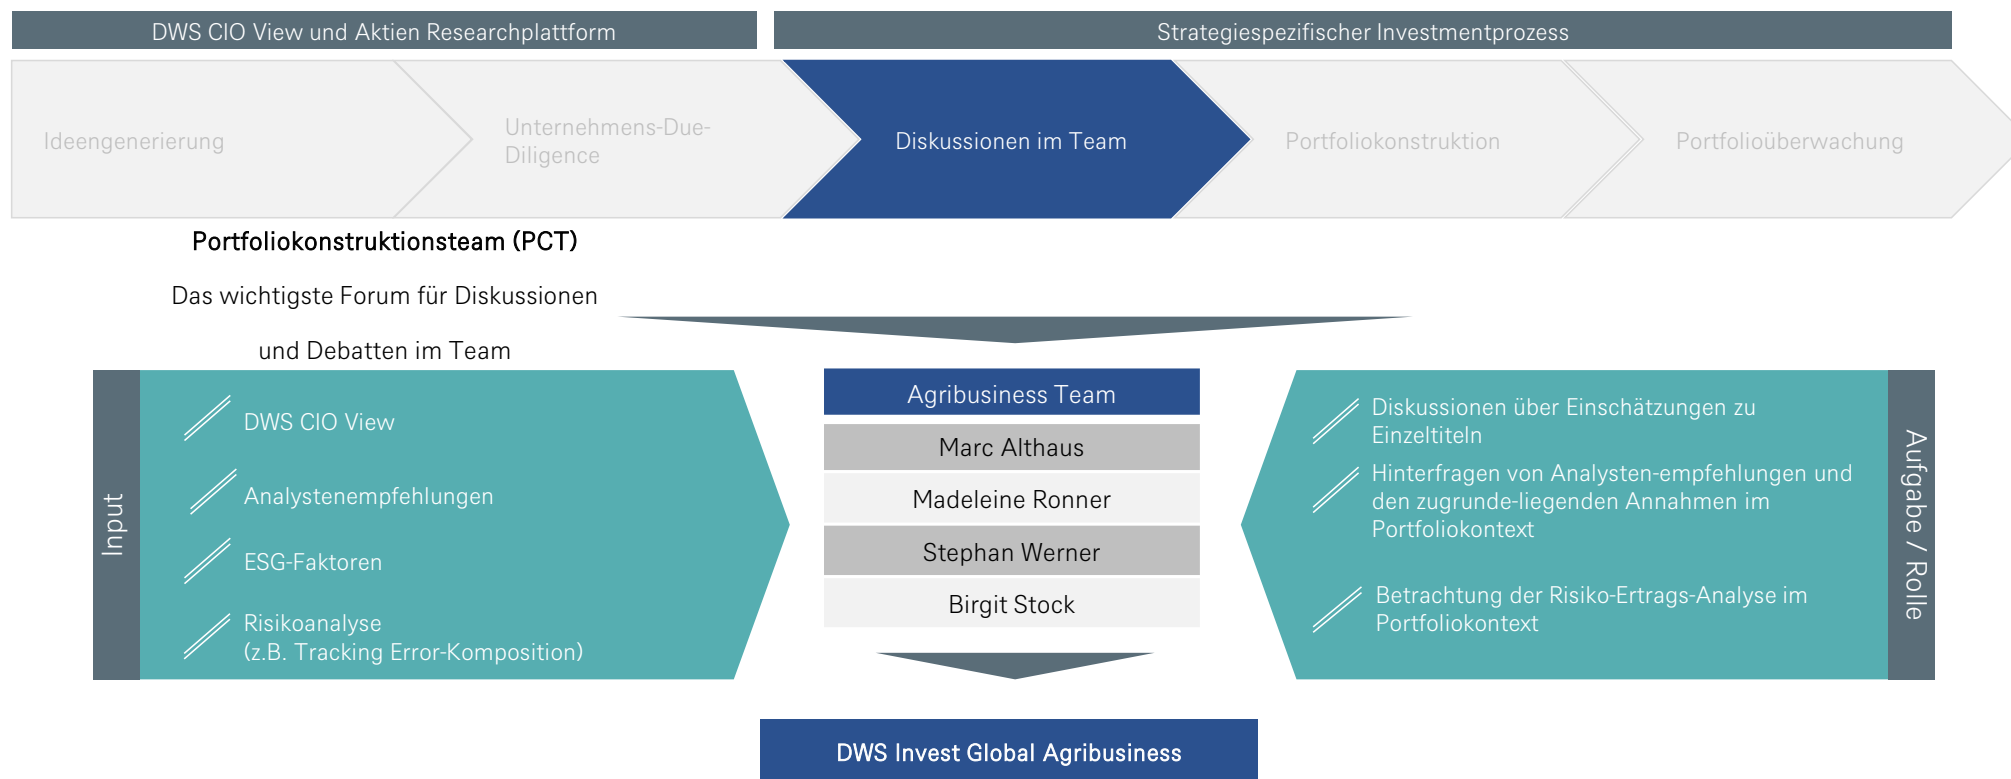 DWS CIO View und Aktien Researchplattform
Strategiespezifischer Investmentprozess
Ideengenerierung
Unternehmens-Due-
Diligence
Diskussionen im Team
Portfoliokonstruktion
Portfolioüberwachung
Portfoliokonstruktionsteam (PCT)
Das wichtigste Forum für Diskussionen
und Debatten im Team
Input
DWS CIO View
Analystenempfehlungen
ESG-Faktoren
Risikoanalyse
(z.B. Tracking Error-Komposition)
Agribusiness Team
Marc Althaus
Madeleine Ronner
Stephan Werner
Birgit Stock
Diskussionen über Einschätzungen zu
Einzeltiteln
Hinterfragen von Analysten-empfehlungen und
den zugrunde-liegenden Annahmen im
Portfoliokontext
Betrachtung der Risiko-Ertrags-Analyse im
Portfoliokontext
Aufgabe / Rolle
DWS Invest Global Agribusiness